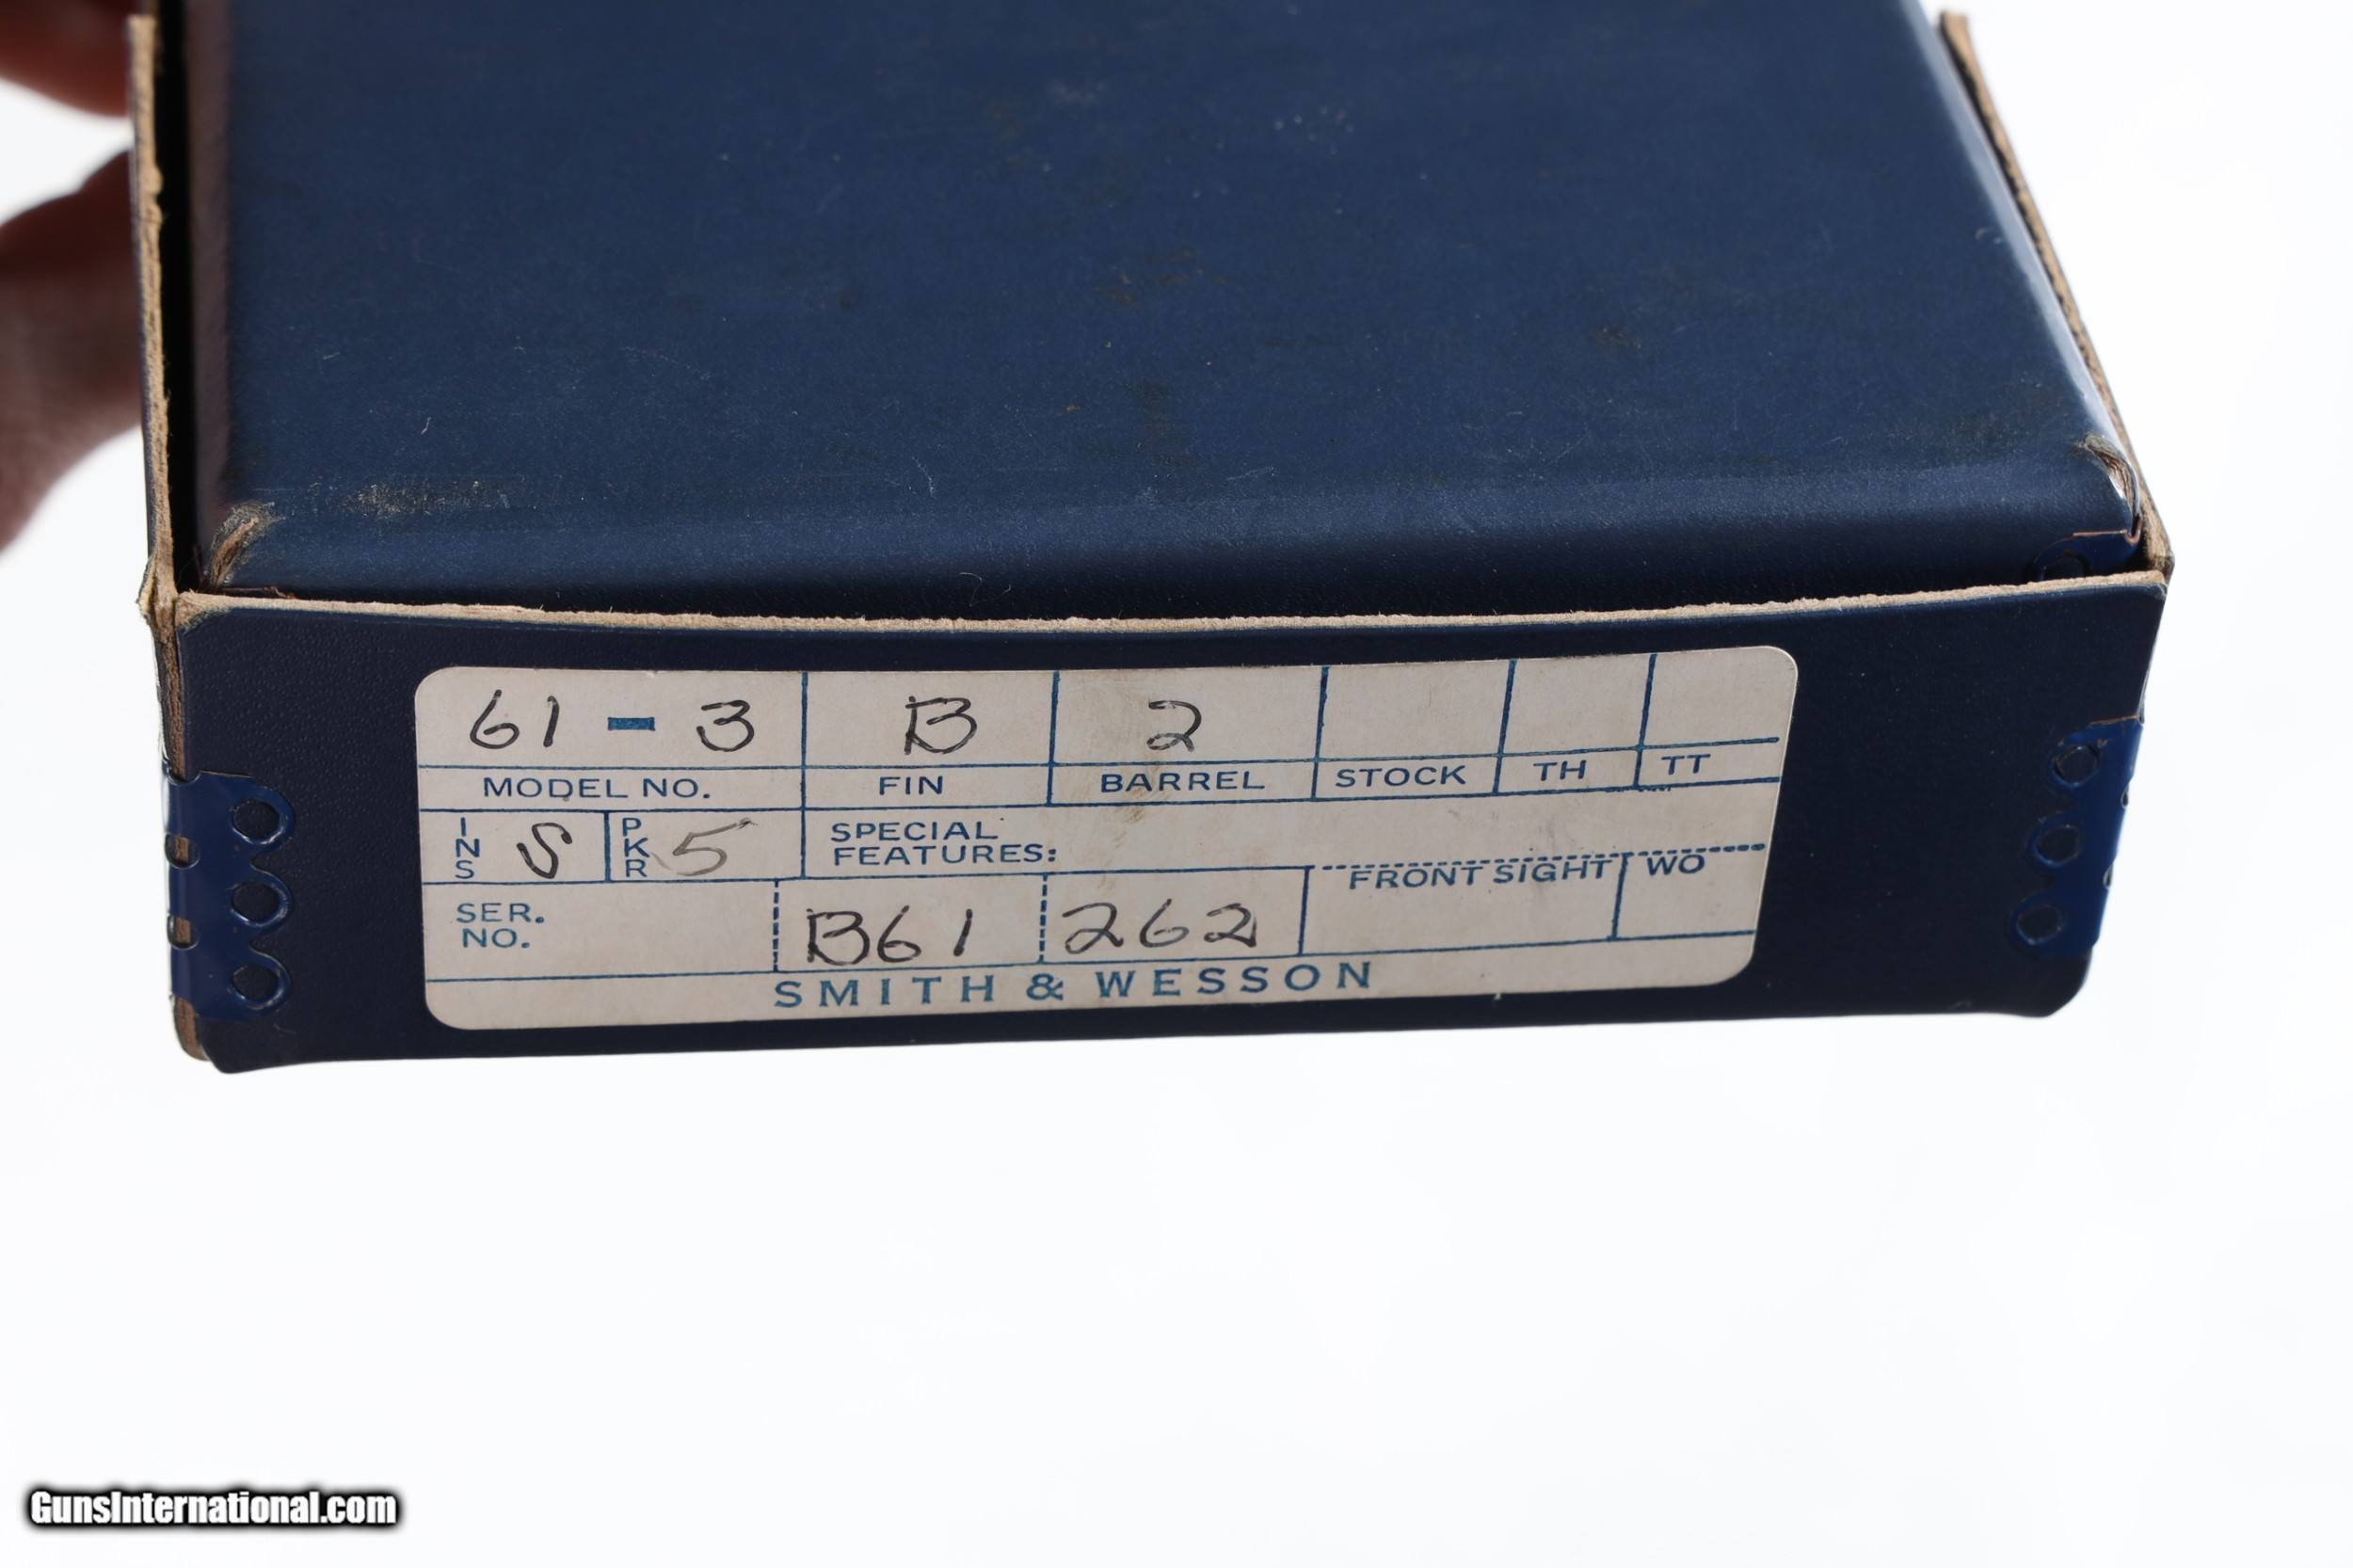 61 - 3 B 2
MODEL NO. FIN BARREL STOCK TH TT
INS S PKR 5 SPECIAL FEATURES:
FRONT SIGHT WO
SER. NO. B61 262
SMITH & WESSON
GunsInternational.com